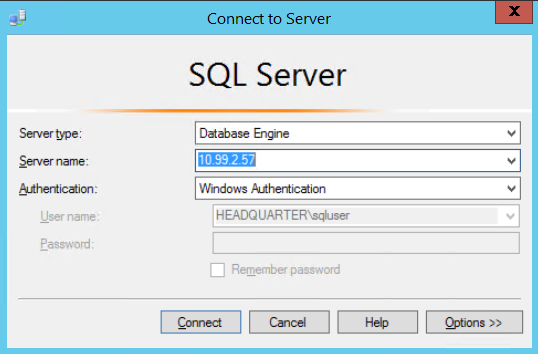 Connect to Server
X
SQL Server
Server type: Database Engine
Server name: 10.99.2.57
Authentication: Windows Authentication
User name: HEADQUARTER\sqluser
Password:
Remember password
Connect Cancel Help Options >>